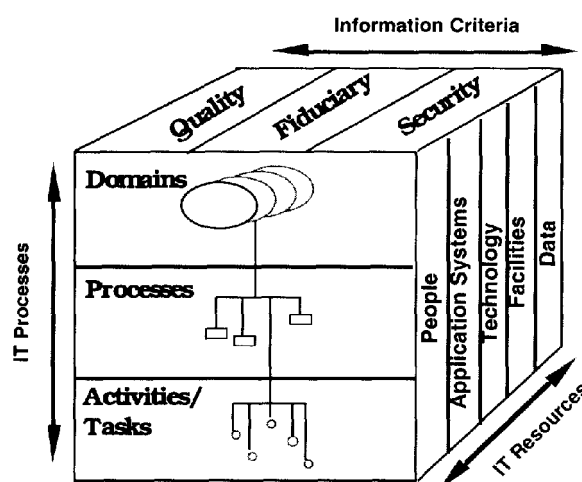 Information Criteria
Quality
Fiduciary
Security
IT Processes
Domains
Processes
Activities/
Tasks
People
Application Systems
Technology
Facilities
Data
IT Resources